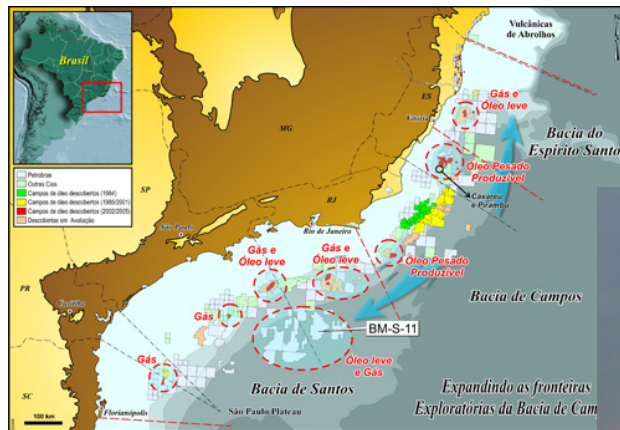 Brasil
Petrobras
Outras Cias
Campos de óleo descobertos (1984)
Campos de óleo descobertos (1985/2001)
Campos de óleo descobertos (2002/2005)
Descobertas em Avaliação
Vulcânicas
de Abrolhos
N
ES
Vitória
Gás e
Óleo leve
Bacia do
Espírito Santo
MG
Óleo Pesado
Produzível
Caxareu
e Pirambu
SP
RJ
São Paulo
Rio de Janeiro
Gás e
Óleo leve
Gás e
Óleo leve
Óleo Pesado
Produzível
PR
Curitiba
Gás
Bacia de Campos
BM-S-11
Gás
Óleo leve
e Gás
Bacia de Santos
Expandindo as fronteiras
Exploratórias da Bacia de Cam
SC
Florianópolis
São Paulo Plateau
100 km